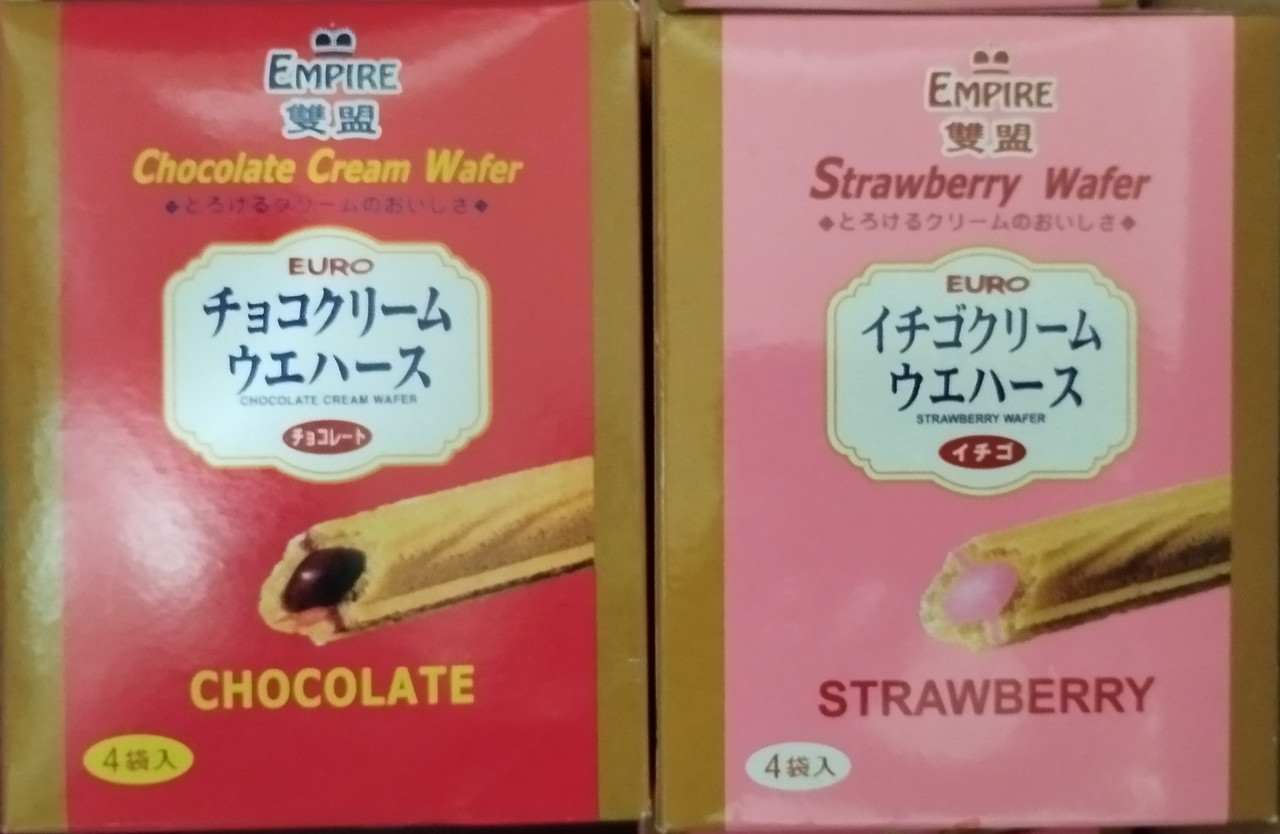 EMPIRE
雙盟
Chocolate Cream Wafer
◆とろけるクリームのおいしさ◆
EURO
チョコクリーム
ウエハース
CHOCOLATE CREAM WAFER
チョコレート
CHOCOLATE
4袋入
EMPIRE
雙盟
Strawberry Wafer
◆とろけるクリームのおいしさ◆
EURO
イチゴクリーム
ウエハース
STRAWBERRY WAFER
イチゴ
STRAWBERRY
4袋入